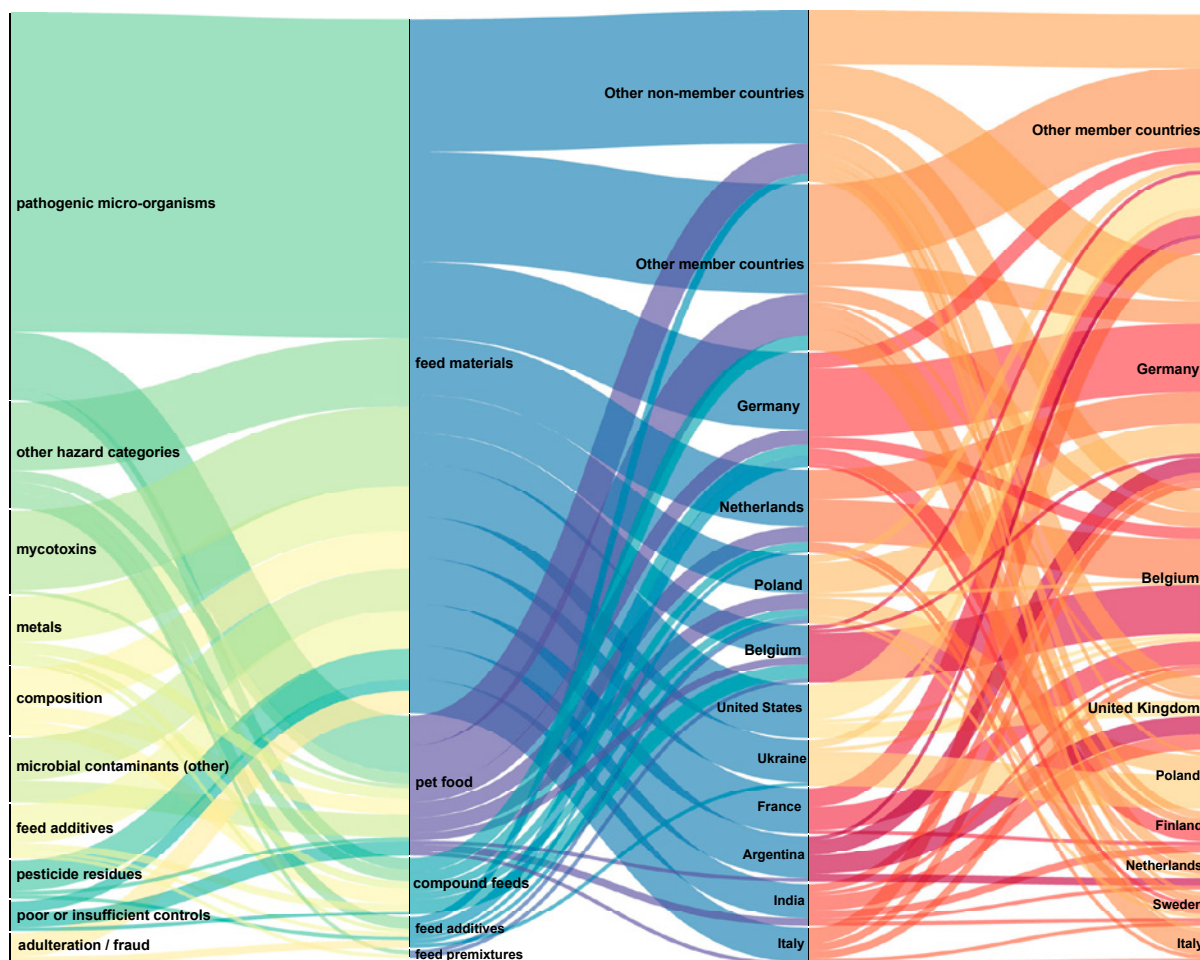 pathogenic micro-organisms
other hazard categories
mycotoxins
metals
composition
microbial contaminants (other)
feed additives
pesticide residues
poor or insufficient controls
adulteration / fraud
feed materials
pet food
compound feeds
feed additives
feed premixtures
Other non-member countries
Other member countries
Germany
Netherlands
Poland
Belgium
United States
Ukraine
France
Argentina
India
Italy
Other member countries
Germany
Belgium
United Kingdom
Poland
Finland
Netherlands
Sweden
Italy